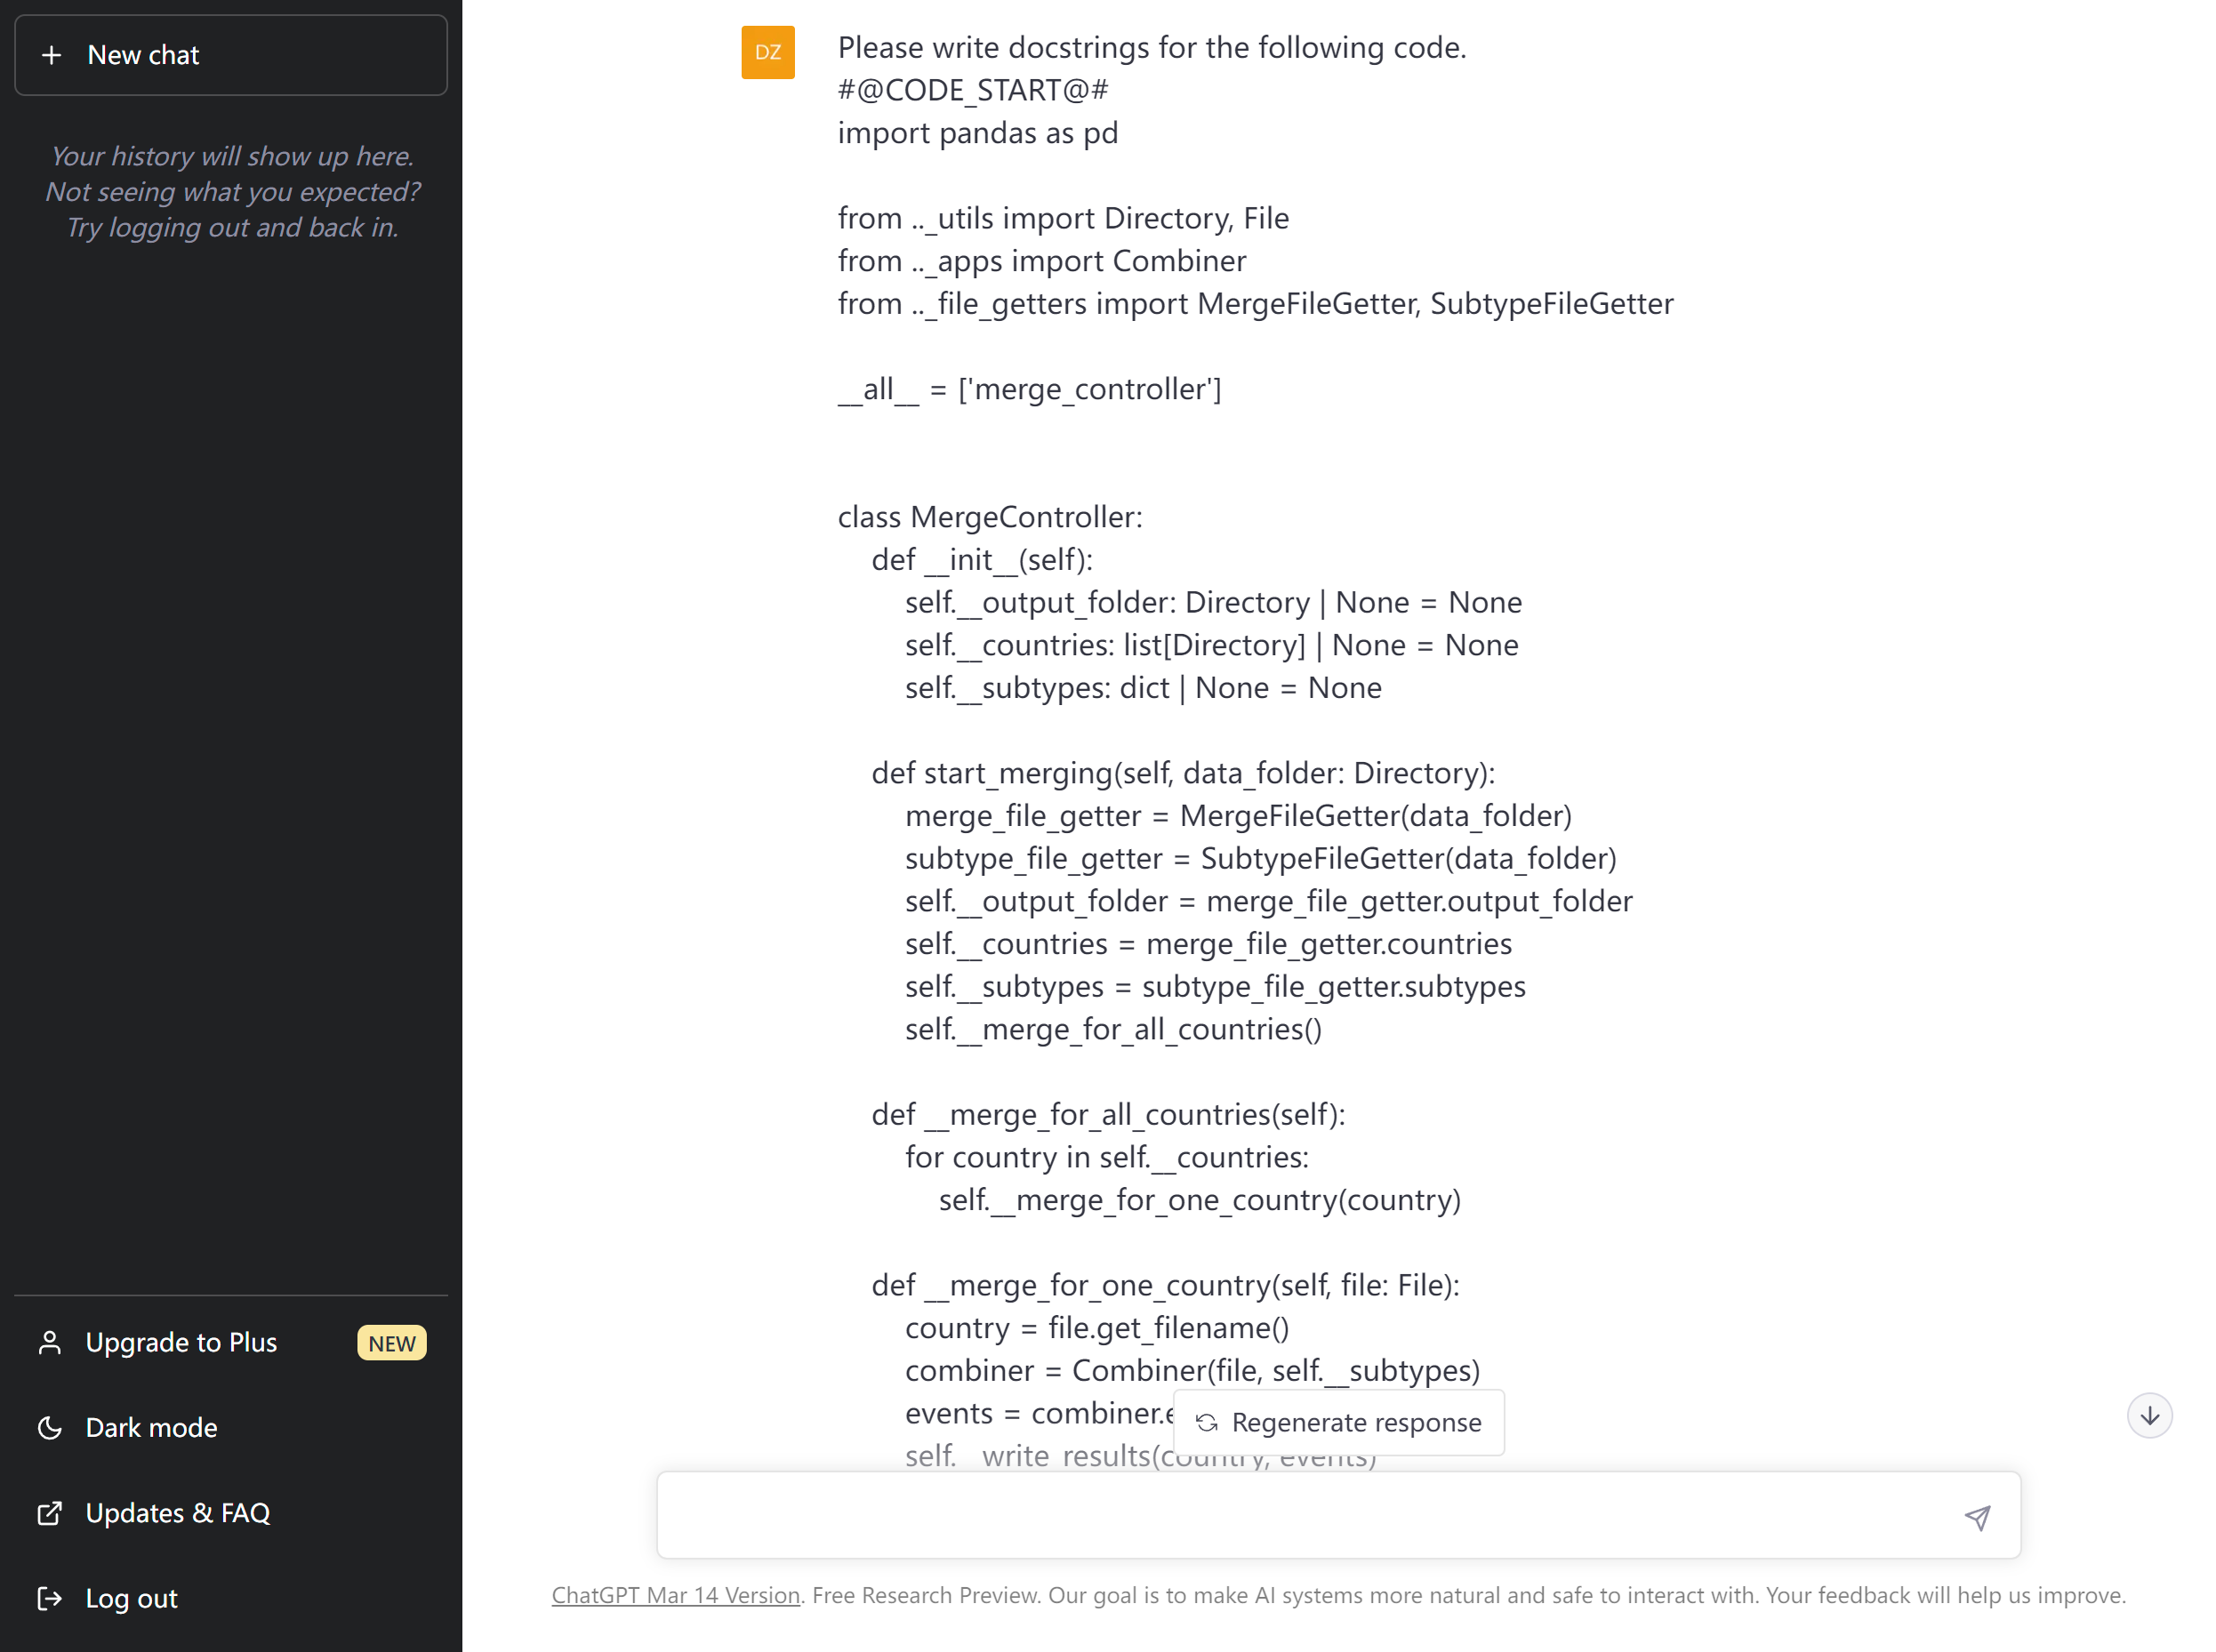 New chat
Your history will show up here.
Not seeing what you expected?
Try logging out and back in.
Upgrade to Plus
NEW
Dark mode
Updates & FAQ
Log out
DZ
Please write docstrings for the following code.
#@CODE_START@#
import pandas as pd
from .._utils import Directory, File
from .._apps import Combiner
from .._file_getters import MergeFileGetter, SubtypeFileGetter
__all__ = ['merge_controller']
class MergeController:
def __init__(self):
self.__output_folder: Directory | None = None
self.__countries: list[Directory] | None = None
self.__subtypes: dict | None = None
def start_merging(self, data_folder: Directory):
merge_file_getter = MergeFileGetter(data_folder)
subtype_file_getter = SubtypeFileGetter(data_folder)
self.__output_folder = merge_file_getter.output_folder
self.__countries = merge_file_getter.countries
self.__subtypes = subtype_file_getter.subtypes
self.__merge_for_all_countries()
def __merge_for_all_countries(self):
for country in self.__countries:
self.__merge_for_one_country(country)
def __merge_for_one_country(self, file: File):
country = file.get_filename()
combiner = Combiner(file, self.__subtypes)
events = combiner.
self.__write_results(country, events)
Regenerate response
ChatGPT Mar 14 Version. Free Research Preview. Our goal is to make AI systems more natural and safe to interact with. Your feedback will help us improve.